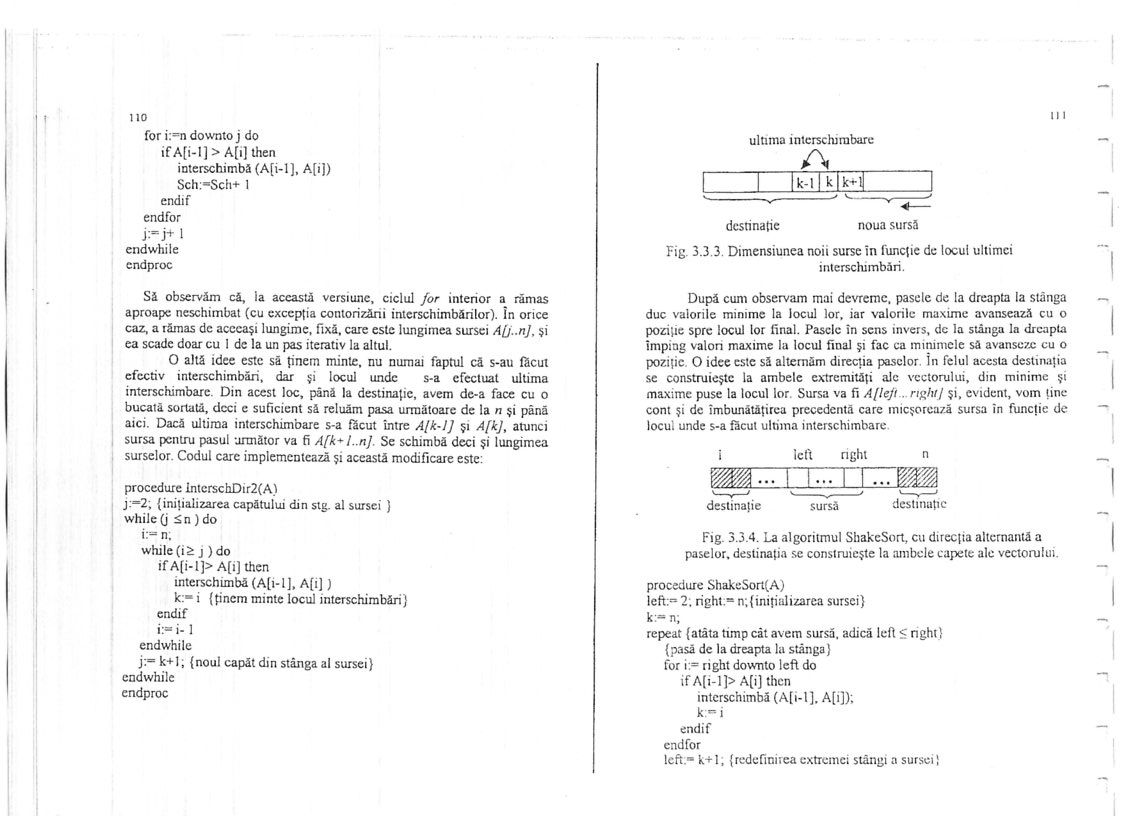 110
for i:=n downto j do
if A[i-1] > A[i] then
interschimbă (A[i-1], A[i])
Sch:=Sch+ 1
endif
endfor
j:= j+ 1
endwhile
endproc
Să observăm că, la această versiune, ciclul for interior a rămas
aproape neschimbat (cu excepţia contorizării interschimbărilor). În orice
caz, a rămas de aceeaşi lungime, fixă, care este lungimea sursei A[j..n], şi
ea scade doar cu 1 de la un pas iterativ la altul.
O altă idee este să ţinem minte, nu numai faptul că s-au făcut
efectiv interschimbări, dar şi locul unde s-a efectuat ultima
interschimbare. Din acest loc, până la destinaţie, avem de-a face cu o
bucată sortată, deci e suficient să reluăm pasa următoare de la n şi până
aici. Dacă ultima interschimbare s-a făcut între A[k-1] şi A[k], atunci
sursa pentru pasul următor va fi A[k+1..n]. Se schimbă deci şi lungimea
surselor. Codul care implementează şi această modificare este:
procedure InterschDir2(A)
j:=2; {iniţializarea capătului din stg. al sursei }
while (j ≤ n ) do
i:= n;
while (i ≥ j ) do
if A[i-1]> A[i] then
interschimbă (A[i-1], A[i] )
k:= i {ţinem minte locul interschimbări}
endif
i:= i- 1
endwhile
j:= k+1; {noul capăt din stânga al sursei}
endwhile
endproc
111
ultima interschimbare
k-1 k k+1
destinaţie noua sursă
Fig. 3.3.3. Dimensiunea noii surse în funcţie de locul ultimei
interschimbări.
După cum observam mai devreme, pasele de la dreapta la stânga
duc valorile minime la locul lor, iar valorile maxime avansează cu o
poziţie spre locul lor final. Pasele în sens invers, de la stânga la dreapta
împing valori maxime la locul final şi fac ca minimele să avanseze cu o
poziţie. O idee este să alternăm direcţia paselor. În felul acesta destinaţia
se construieşte la ambele extremităţi ale vectorului, din minime şi
maxime puse la locul lor. Sursa va fi A[left...right] şi, evident, vom ţine
cont şi de îmbunătăţirea precedentă care micşorează sursa în funcţie de
locul unde s-a făcut ultima interschimbare.
1 left right n
... ... ...
destinaţie sursă destinaţie
Fig. 3.3.4. La algoritmul ShakeSort, cu direcţia alternantă a
paselor, destinaţia se construieşte la ambele capete ale vectorului.
procedure ShakeSort(A)
left:= 2; right:= n;{iniţializarea sursei}
k:= n;
repeat {atâta timp cât avem sursă, adică left ≤ right}
{pasă de la dreapta la stânga}
for i:= right downto left do
if A[i-1]> A[i] then
interschimbă (A[i-1], A[i]);
k:= i
endif
endfor
left:= k+1; {redefinirea extremei stângi a sursei}